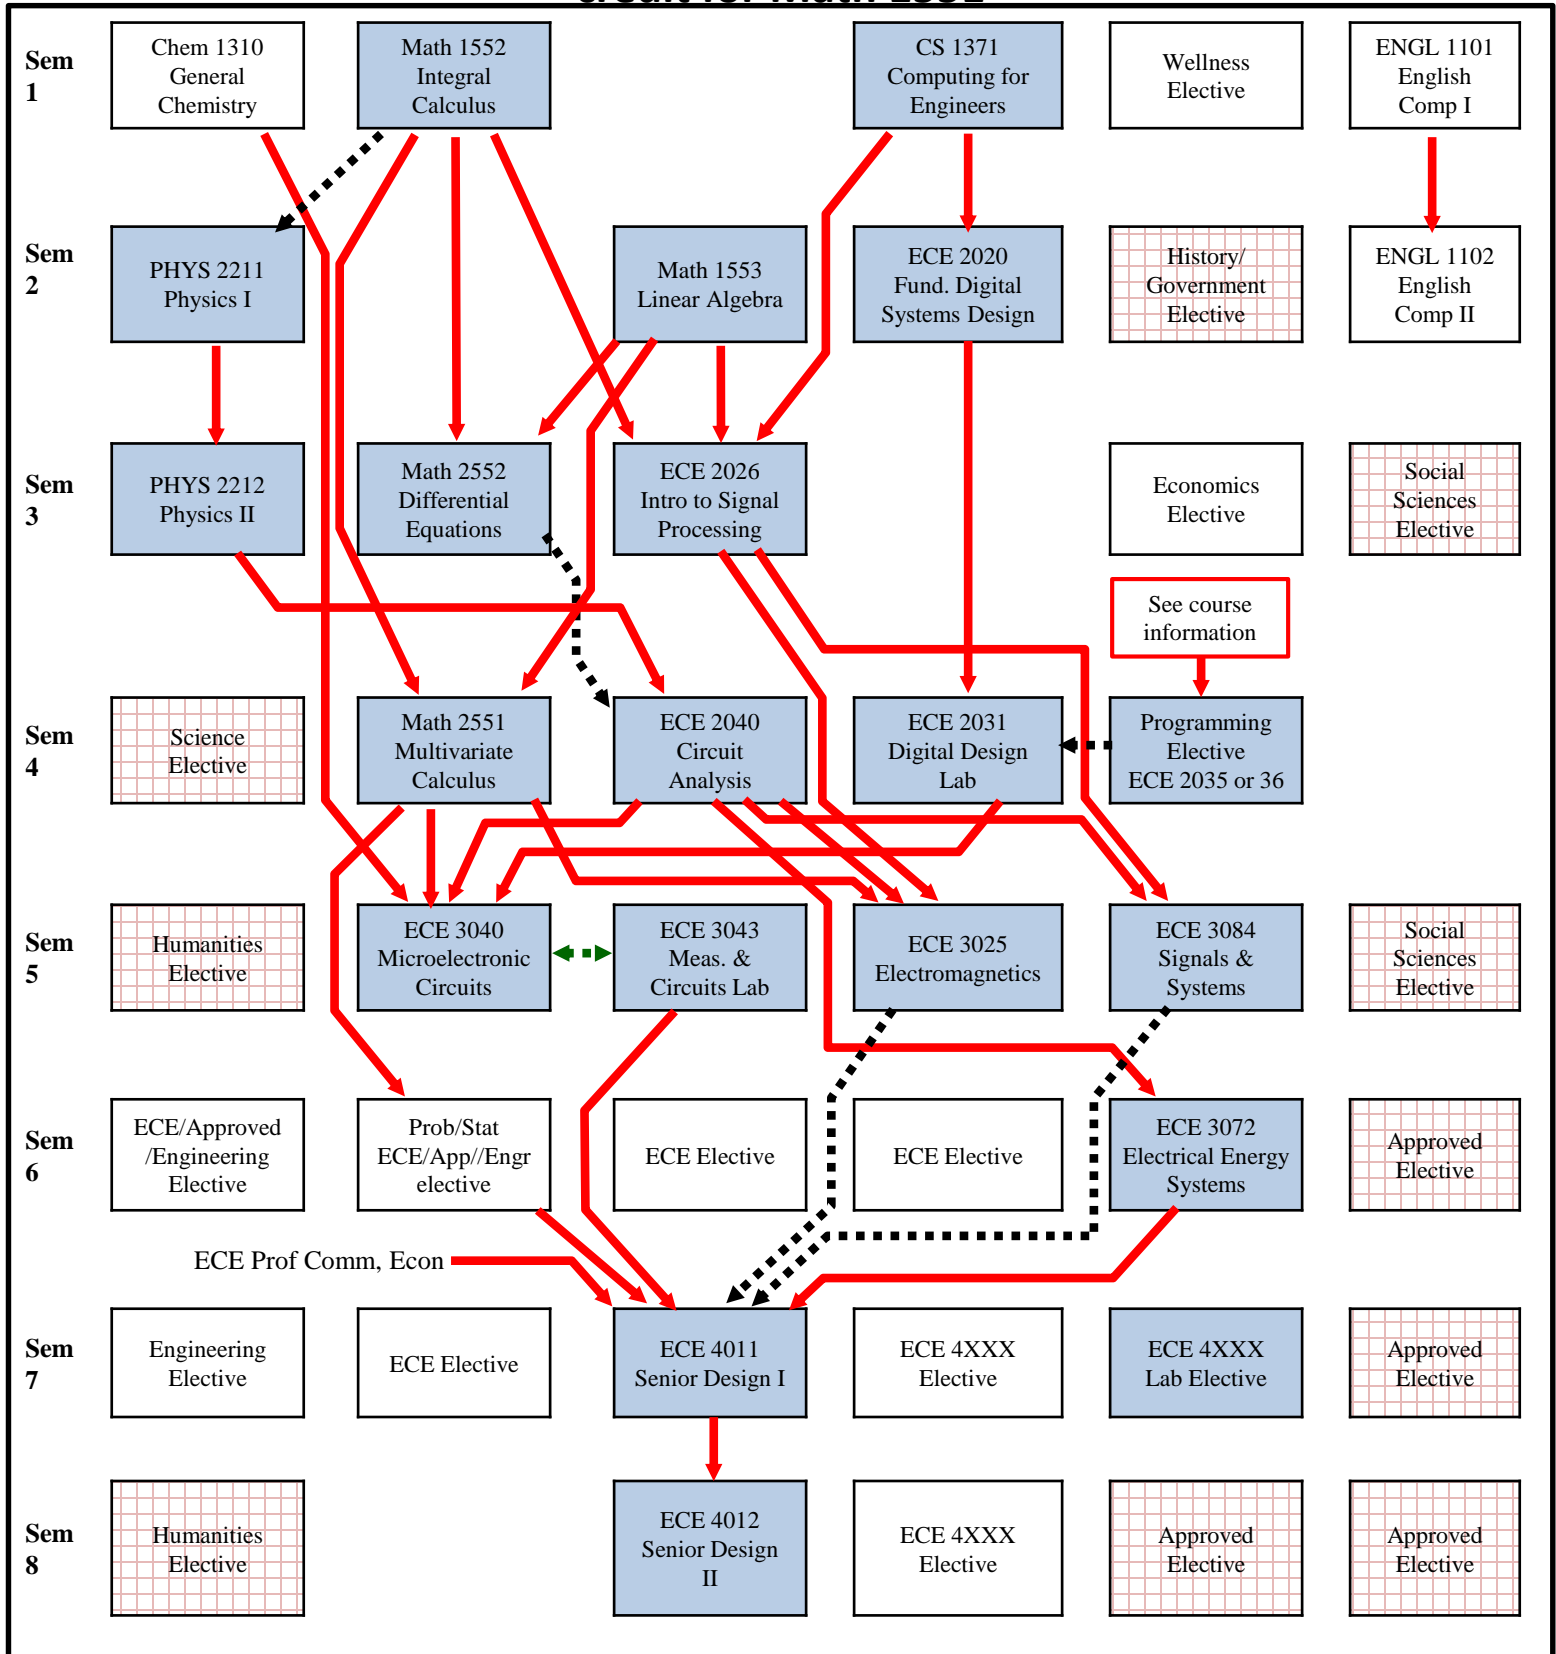 credit for Math 1551
Sem
1
Chem 1310
General
Chemistry
Math 1552
Integral
Calculus
CS 1371
Computing for
Engineers
Wellness
Elective
ENGL 1101
English
Comp I
Sem
2
PHYS 2211
Physics I
Math 1553
Linear Algebra
ECE 2020
Fund. Digital
Systems Design
History/
Government
Elective
ENGL 1102
English
Comp II
Sem
3
PHYS 2212
Physics II
Math 2552
Differential
Equations
ECE 2026
Intro to Signal
Processing
Economics
Elective
Social
Sciences
Elective
See course
information
Sem
4
Science
Elective
Math 2551
Multivariate
Calculus
ECE 2040
Circuit
Analysis
ECE 2031
Digital Design
Lab
Programming
Elective
ECE 2035 or 36
Sem
5
Humanities
Elective
ECE 3040
Microelectronic
Circuits
ECE 3043
Meas. &
Circuits Lab
ECE 3025
Electromagnetics
ECE 3084
Signals &
Systems
Social
Sciences
Elective
Sem
6
ECE/Approved
/Engineering
Elective
Prob/Stat
ECE/App//Engr
elective
ECE Elective
ECE Elective
ECE 3072
Electrical Energy
Systems
Approved
Elective
ECE Prof Comm, Econ
Sem
7
Engineering
Elective
ECE Elective
ECE 4011
Senior Design I
ECE 4XXX
Elective
ECE 4XXX
Lab Elective
Approved
Elective
Sem
8
Humanities
Elective
ECE 4012
Senior Design
II
ECE 4XXX
Elective
Approved
Elective
Approved
Elective